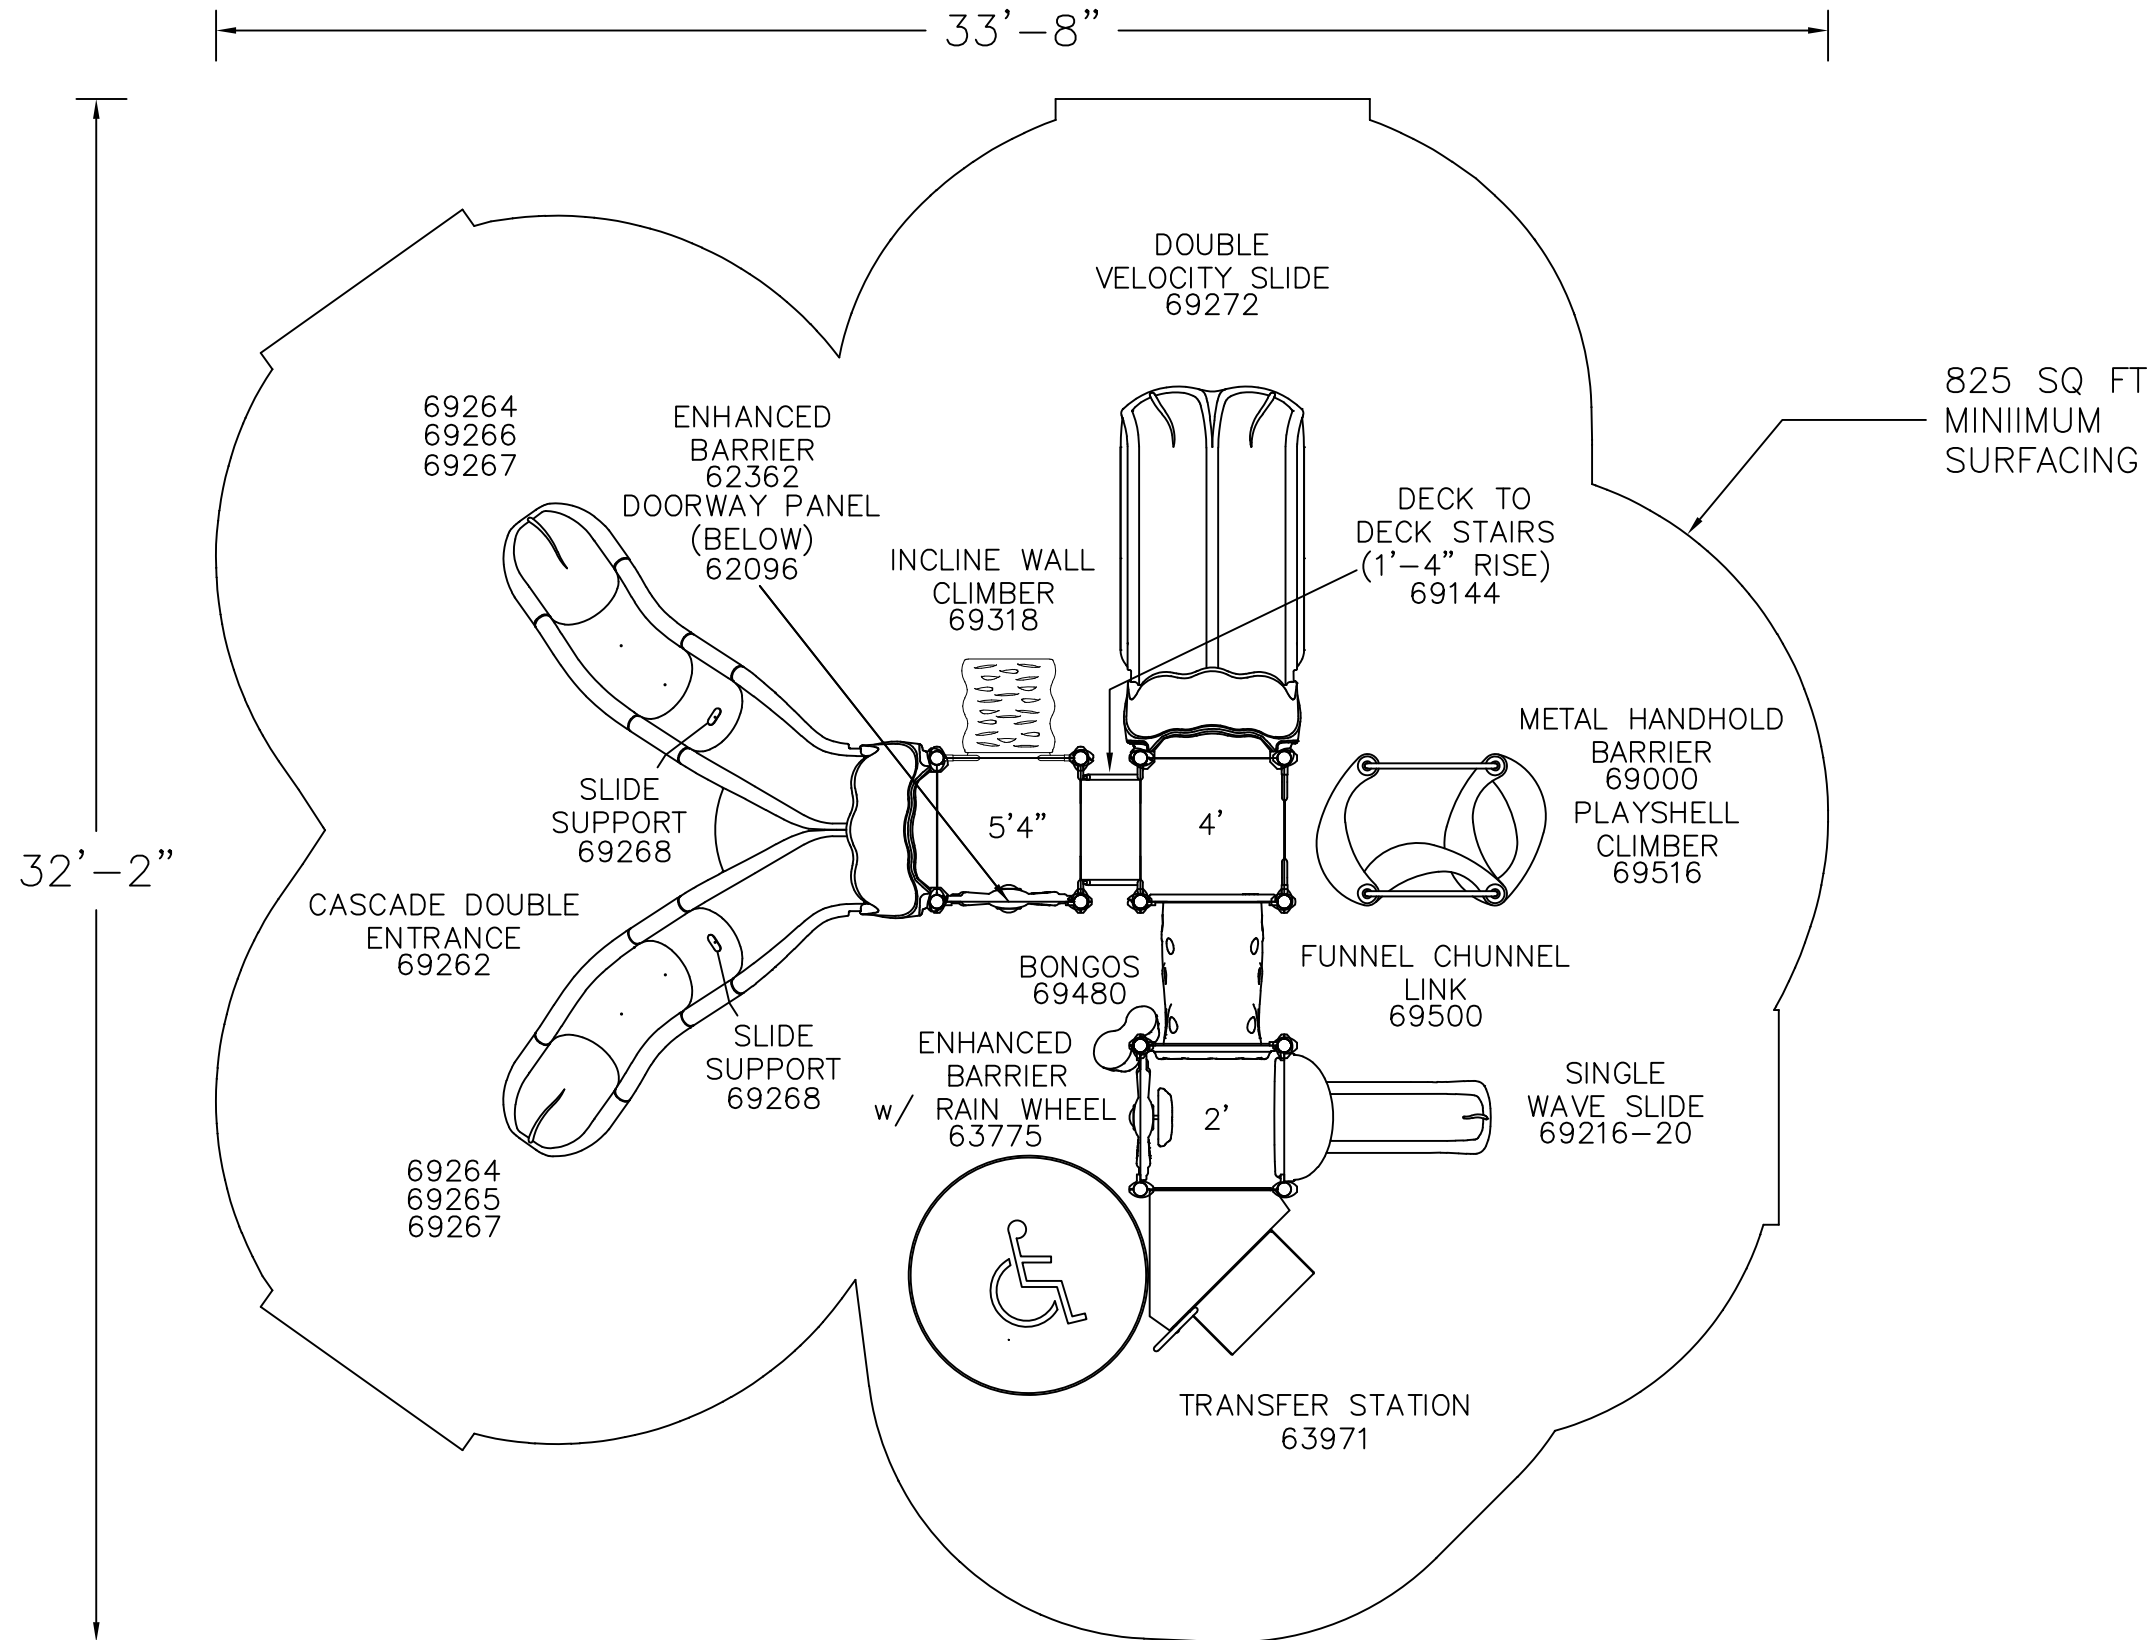 33'-8"
DOUBLE
VELOCITY SLIDE
69272
825 SQ FT
MINIIMUM
SURFACING
69264
69266
69267
ENHANCED
BARRIER
62362
DOORWAY PANEL
(BELOW)
62096
INCLINE WALL
CLIMBER
69318
DECK TO
DECK STAIRS
(1'-4" RISE)
69144
METAL HANDHOLD
BARRIER
69000
PLAYSHELL
CLIMBER
69516
SLIDE
SUPPORT
69268
5'4"
4'
32'-2"
CASCADE DOUBLE
ENTRANCE
69262
BONGOS
69480
FUNNEL CHUNNEL
LINK
69500
SLIDE
SUPPORT
69268
ENHANCED
BARRIER
w/ RAIN WHEEL
63775
2'
SINGLE
WAVE SLIDE
69216-20
69264
69265
69267
TRANSFER STATION
63971